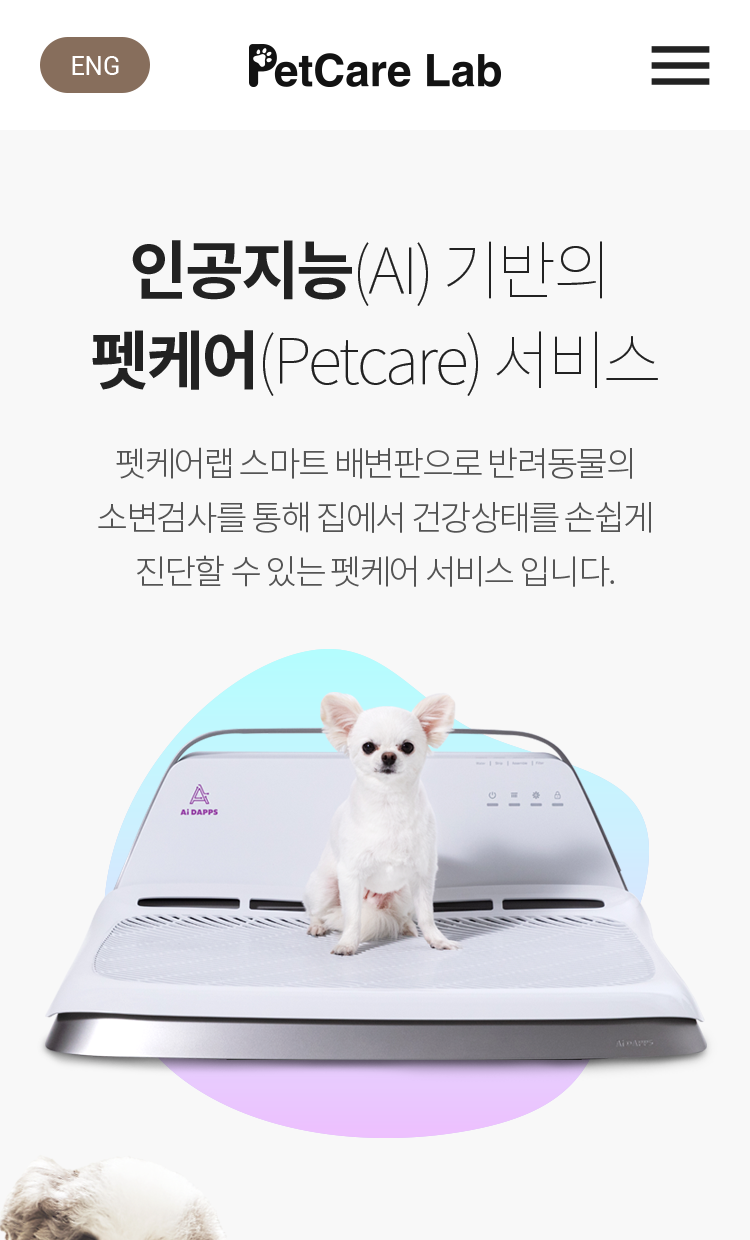 ENG
PetCare Lab
인공지능(AI) 기반의
펫케어(Petcare) 서비스
펫케어랩 스마트 배변판으로 반려동물의
소변검사를 통해 집에서 건강상태를 손쉽게
진단할 수 있는 펫케어 서비스 입니다.
Ai DAPPS
Ai DAPPS